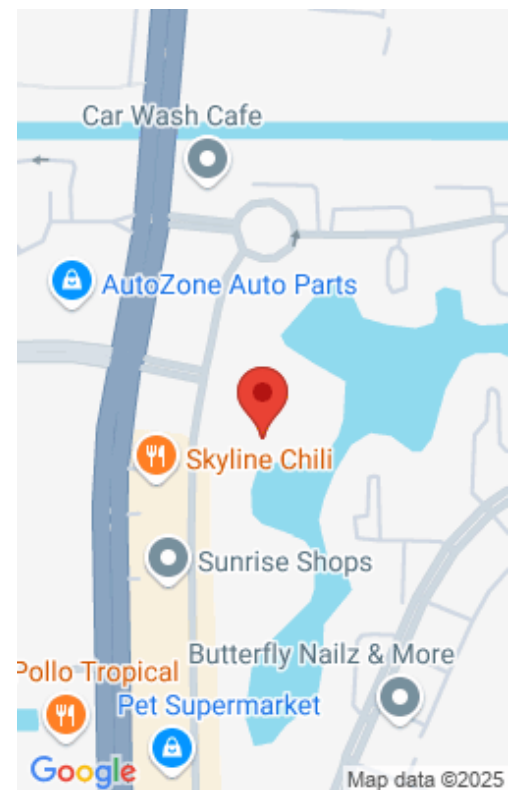 Car Wash Cafe
AutoZone Auto Parts
Skyline Chili
Sunrise Shops
Butterfly Nailz & More
Pollo Tropical
Pet Supermarket
Google
Map data ©2025